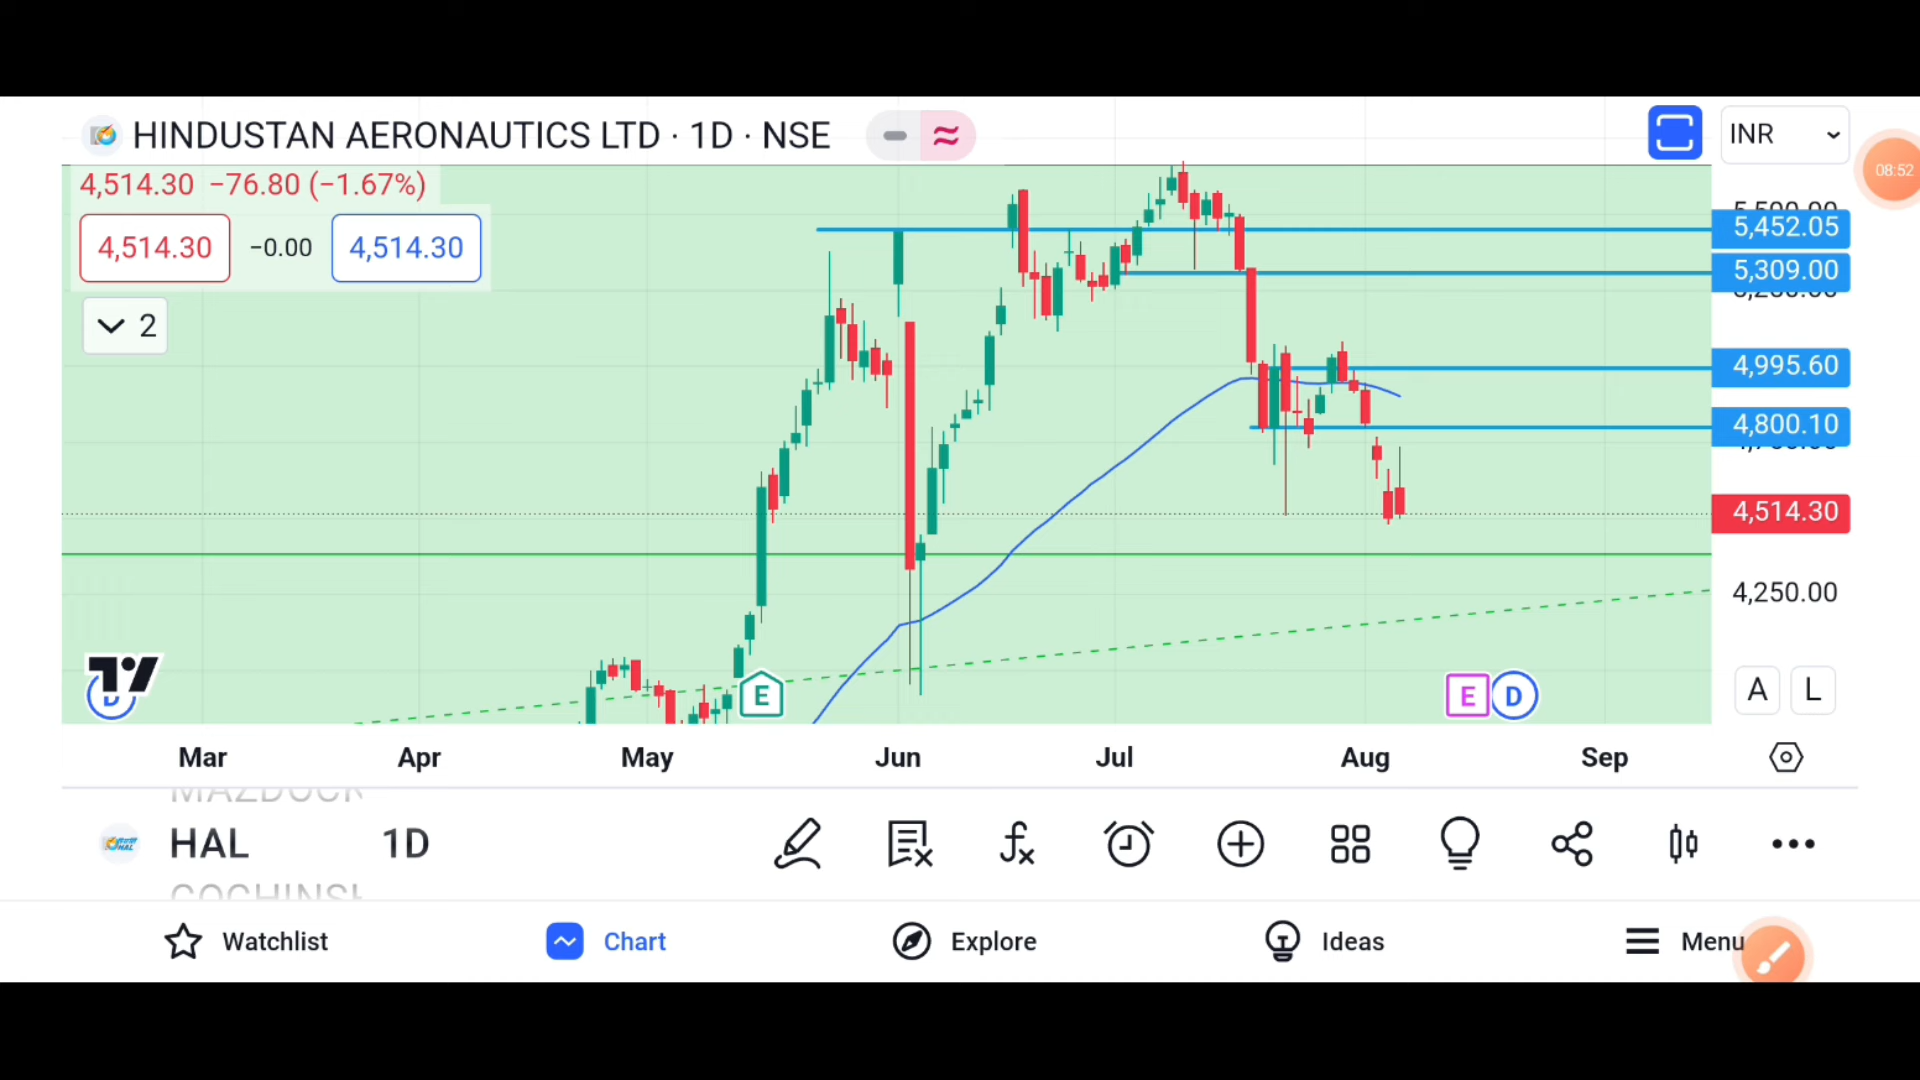 HINDUSTAN AERONAUTICS LTD · 1D · NSE
INR
08:52
4,514.30 −76.80 (−1.67%)
4,514.30 −0.00 4,514.30
2
5,452.05
5,309.00
4,995.60
4,800.10
4,514.30
4,250.00
E
E D
D
A L
Mar Apr May Jun Jul Aug Sep
HAL 1D
Watchlist Chart Explore Ideas Menu